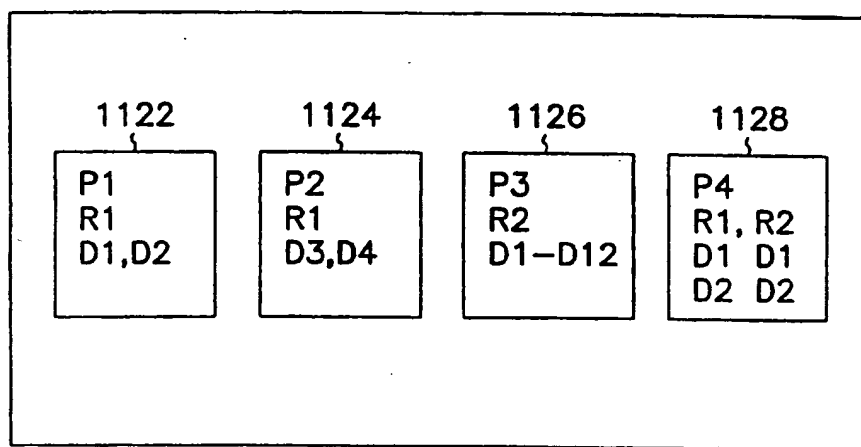 1122 1124 1126 1128
P1
R1
D1,D2
P2
R1
D3,D4
P3
R2
D1-D12
P4
R1, R2
D1 D1
D2 D2